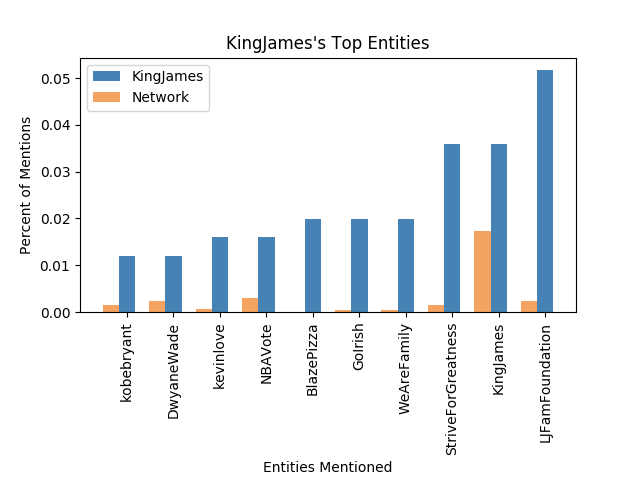 KingJames's Top Entities
KingJames
Network
Percent of Mentions
0.05
0.04
0.03
0.02
0.01
0.00
kobebryant
DwyaneWade
kevinlove
NBAVote
BlazePizza
GoIrish
WeAreFamily
StriveForGreatness
KingJames
LJFamFoundation
Entities Mentioned